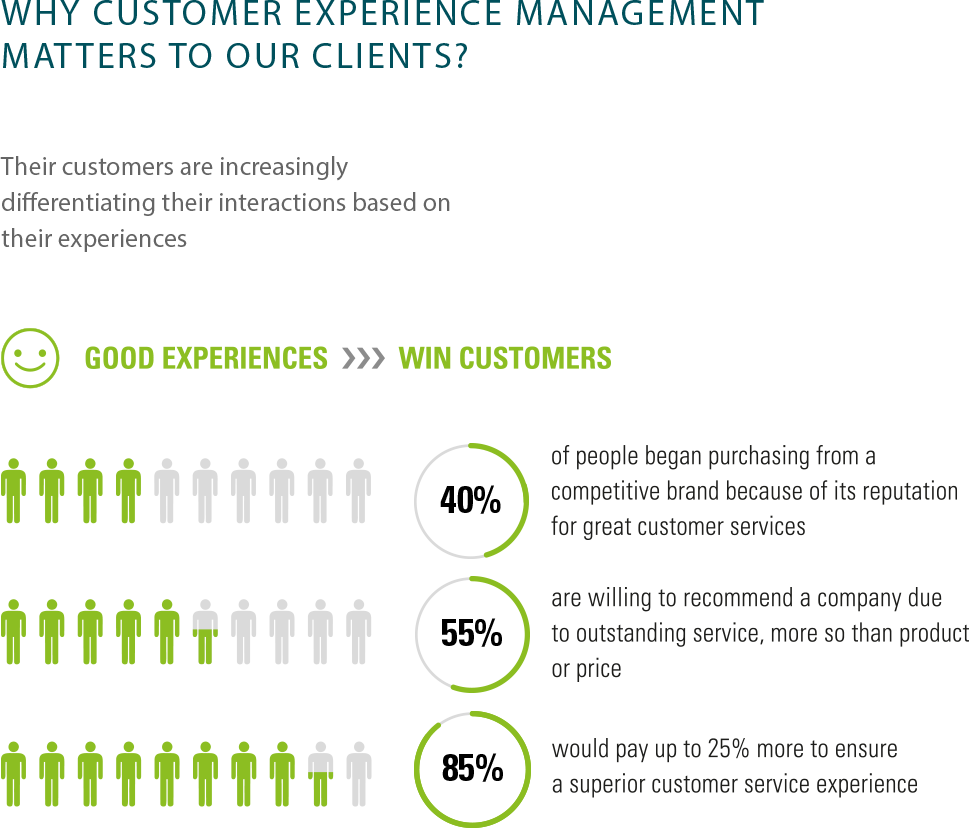 WHY CUSTOMER EXPERIENCE MANAGEMENT
MATTERS TO OUR CLIENTS?
Their customers are increasingly
differentiating their interactions based on
their experiences
GOOD EXPERIENCES ❯❯❯ WIN CUSTOMERS
40%
of people began purchasing from a
competitive brand because of its reputation
for great customer services
55%
are willing to recommend a company due
to outstanding service, more so than product
or price
85%
would pay up to 25% more to ensure
a superior customer service experience